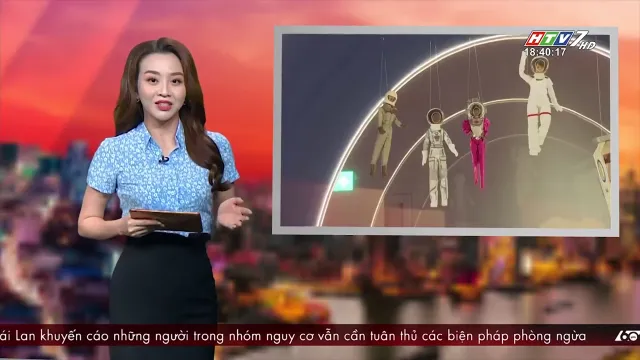 HTV7 HD
18:40:17
ái Lan khuyến cáo những người trong nhóm nguy cơ vẫn cần tuân thủ các biện pháp phòng ngừa